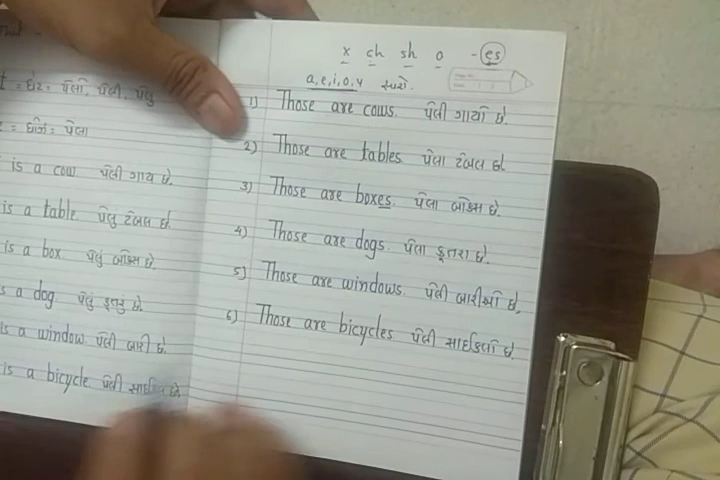 t = ધેટ = પેલો, પેલી, પેલું
= ધોઝ = પેલા
is a cow પેલી ગાય છે.
is a table પેલું ટેબલ છે.
is a box. પેલું બોક્સ છે.
is a dog. પેલું કૂતરું છે.
is a window. પેલી બારી છે.
is a bicycle. પેલી સાઈકલ છે.
x ch sh o - es
a, e, i, o, u સ્વરો.
1) Those are cows. પેલી ગાયો છે.
2) Those are tables. પેલા ટેબલ છે
3) Those are boxes. પેલા બોક્સ છે.
4) Those are dogs. પેલા કૂતરા છે.
5) Those are windows. પેલી બારીઓ છે,
6) Those are bicycles પેલી સાઈકલો છે.